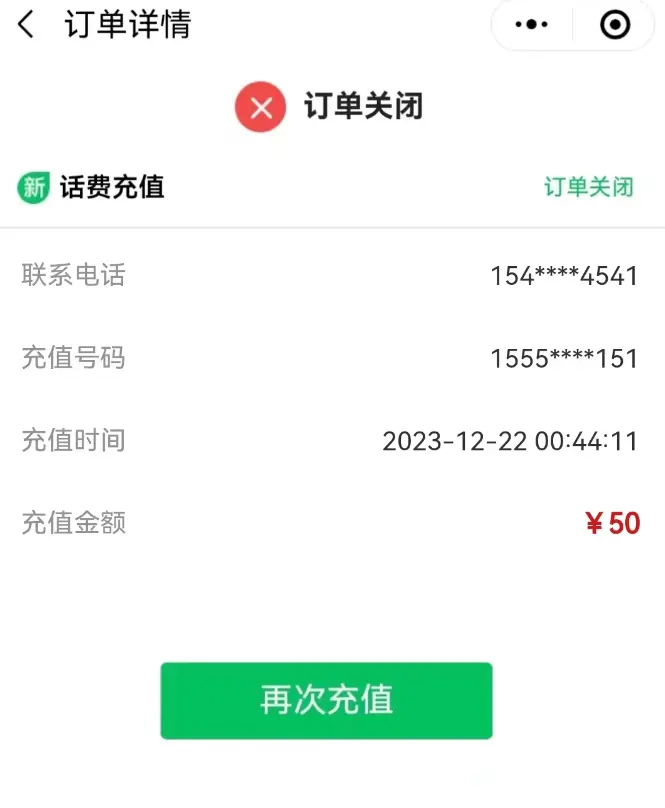 订单详情
订单关闭
新 话费充值 订单关闭
联系电话 154****4541
充值号码 1555****151
充值时间 2023-12-22 00:44:11
充值金额 ¥50
再次充值